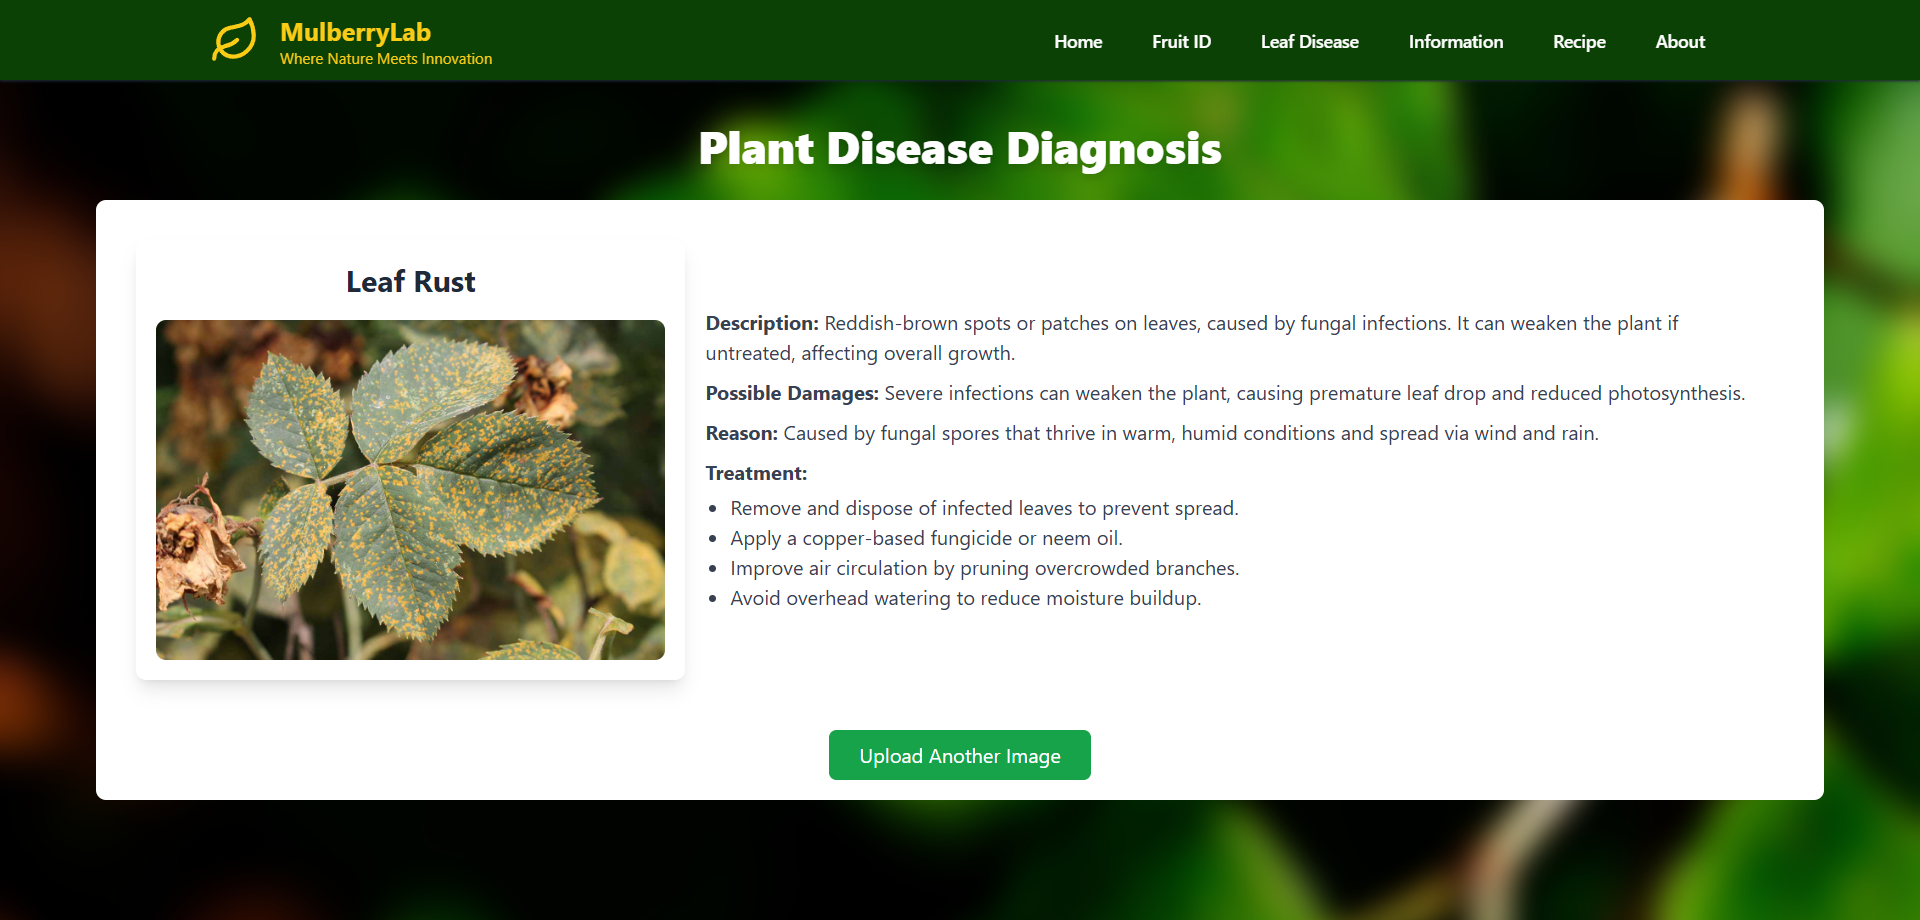 MulberryLab
Where Nature Meets Innovation
Home
Fruit ID
Leaf Disease
Information
Recipe
About
Plant Disease Diagnosis
Leaf Rust
Description: Reddish-brown spots or patches on leaves, caused by fungal infections. It can weaken the plant if
untreated, affecting overall growth.
Possible Damages: Severe infections can weaken the plant, causing premature leaf drop and reduced photosynthesis.
Reason: Caused by fungal spores that thrive in warm, humid conditions and spread via wind and rain.
Treatment:
• Remove and dispose of infected leaves to prevent spread.
• Apply a copper-based fungicide or neem oil.
• Improve air circulation by pruning overcrowded branches.
• Avoid overhead watering to reduce moisture buildup.
Upload Another Image